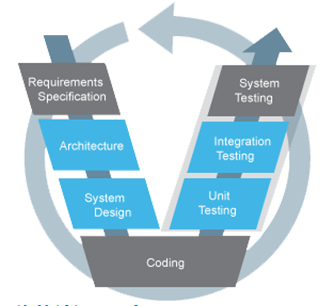 Requirements
Specification
System
Testing
Architecture
Integration
Testing
System
Design
Unit
Testing
Coding